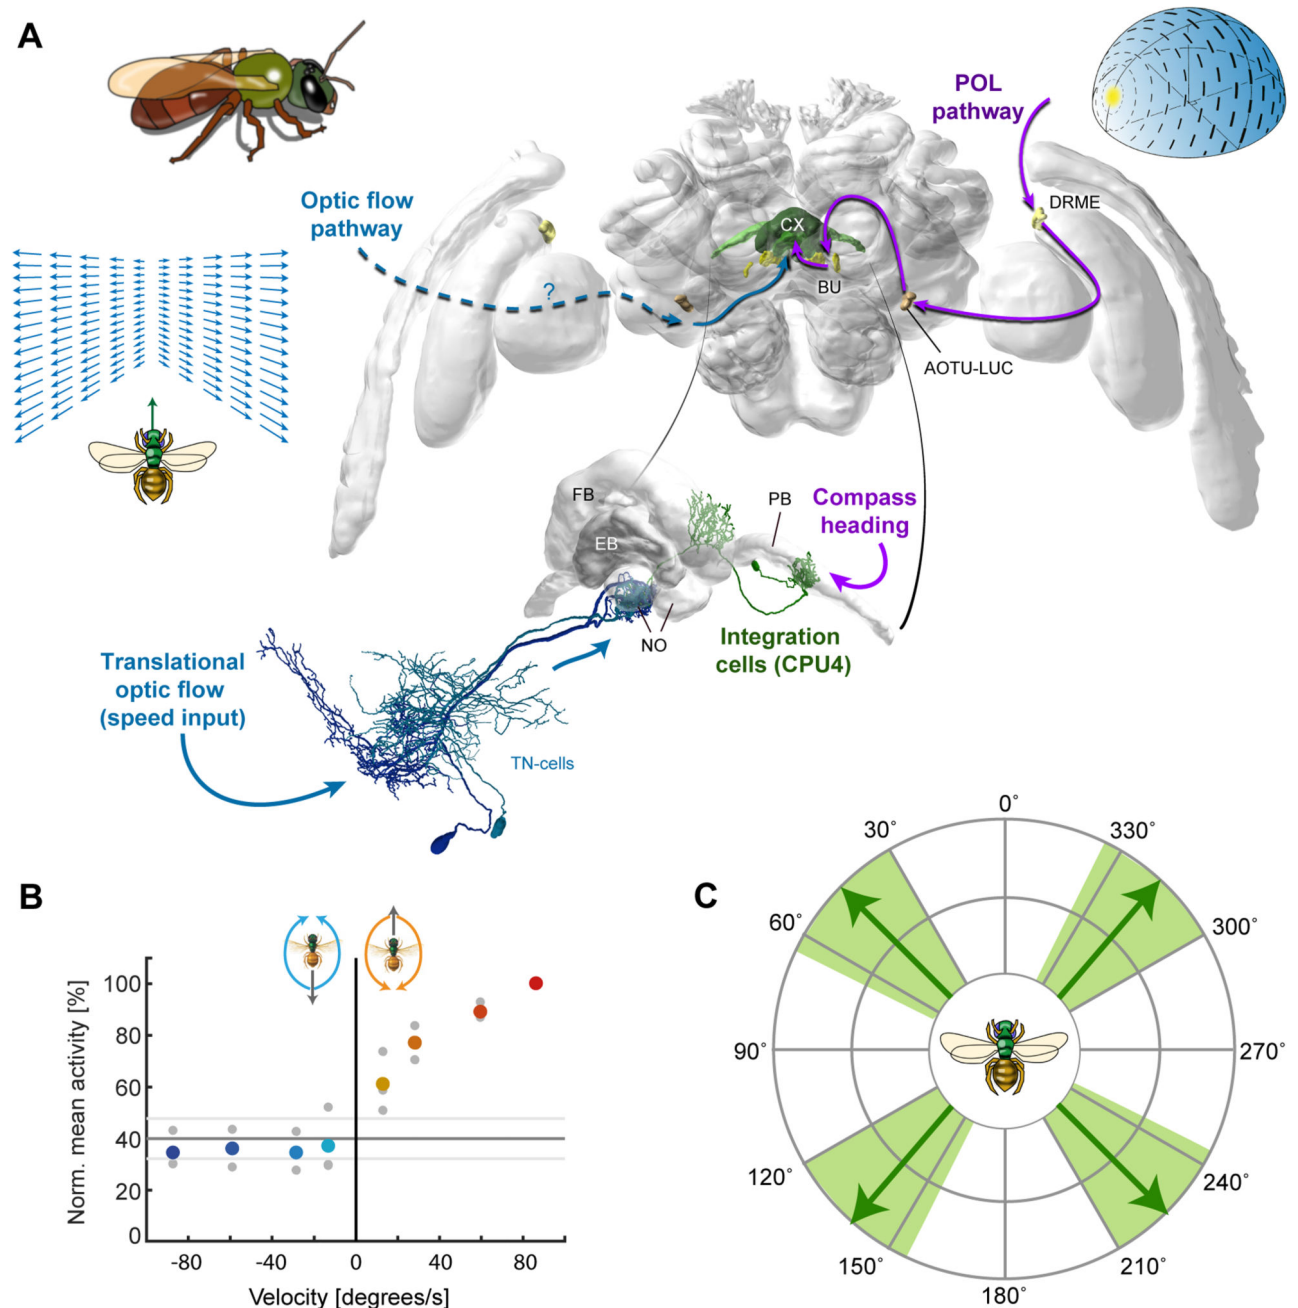 A
POL
pathway
DRME
Optic flow
pathway
CX
?
BU
AOTU-LUC
FB
PB
Compass
heading
EB
NO
Integration
cells (CPU4)
Translational
optic flow
(speed input)
TN-cells
B
100
80
60
40
20
0
Norm. mean activity [%]
-80
-40
0
40
80
Velocity [degrees/s]
C
0°
30°
330°
60°
300°
90°
270°
120°
240°
150°
210°
180°